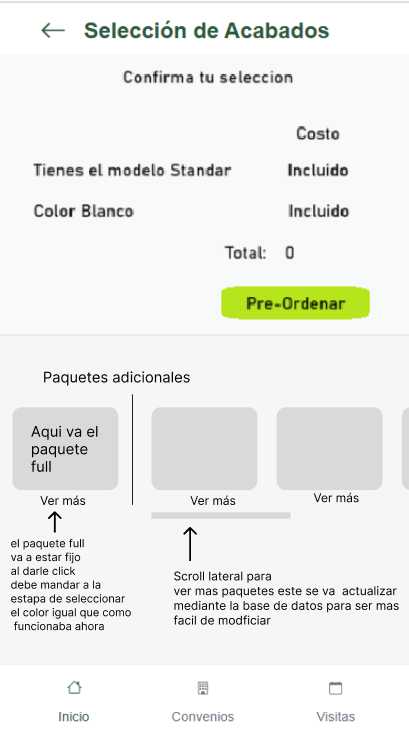 Selección de Acabados
Confirma tu seleccion
Costo
Tienes el modelo Standar Incluido
Color Blanco Incluido
Total: 0
Pre-Ordenar
Paquetes adicionales
Aqui va el
paquete
full
Ver más
Ver más
Ver más
el paquete full
va a estar fijo
al darle click
debe mandar a la
estapa de seleccionar
el color igual que como
funcionaba ahora
Scroll lateral para
ver mas paquetes este se va actualizar
mediante la base de datos para ser mas
facil de modficiar
Inicio
Convenios
Visitas